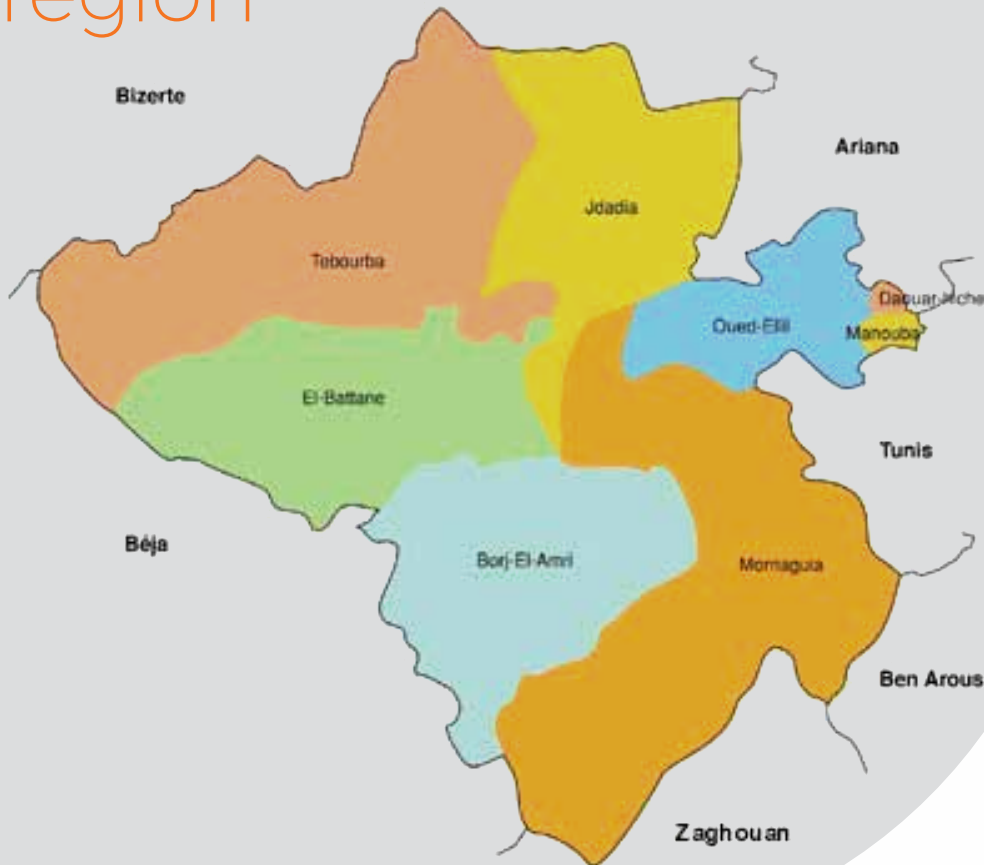 region
Bizerte
Ariana
Jdadia
Tebourba
Oued-Ellil
Manouba
El-Battane
Tunis
Béja
Borj-El-Amri
Mornaguia
Ben Arous
Zaghouan